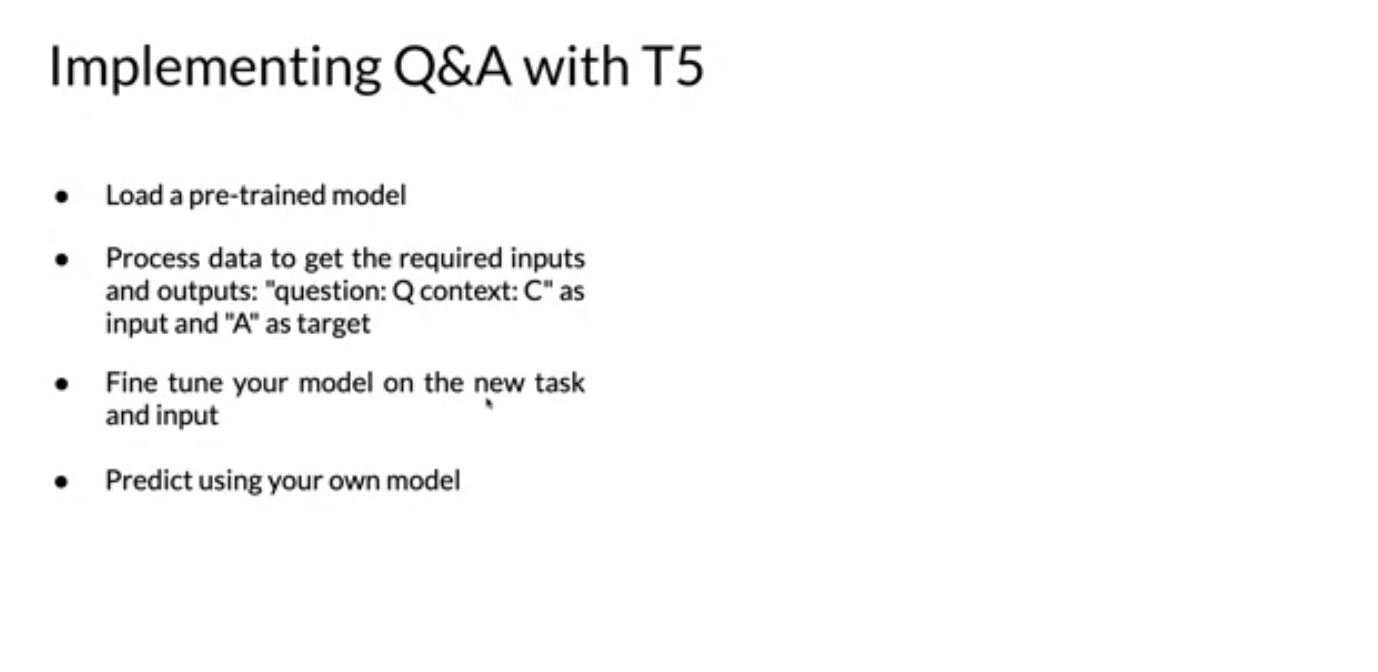 Implementing Q&A with T5
● Load a pre-trained model
● Process data to get the required inputs
and outputs: "question: Q context: C" as
input and "A" as target
● Fine tune your model on the new task
and input
● Predict using your own model